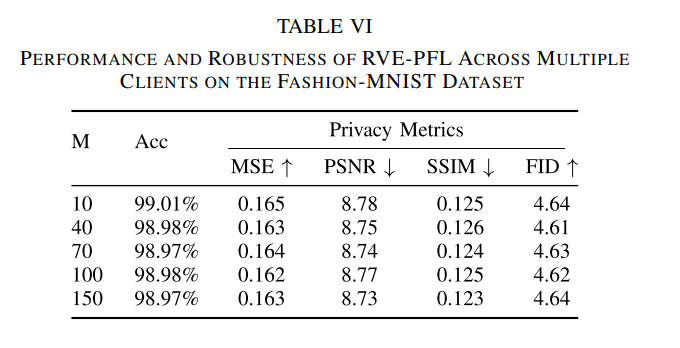 TABLE VI
PERFORMANCE AND ROBUSTNESS OF RVE-PFL ACROSS MULTIPLE
CLIENTS ON THE FASHION-MNIST DATASET
M Acc Privacy Metrics
MSE ↑ PSNR ↓ SSIM ↓ FID ↑
10 99.01% 0.165 8.78 0.125 4.64
40 98.98% 0.163 8.75 0.126 4.61
70 98.97% 0.164 8.74 0.124 4.63
100 98.98% 0.162 8.77 0.125 4.62
150 98.97% 0.163 8.73 0.123 4.64